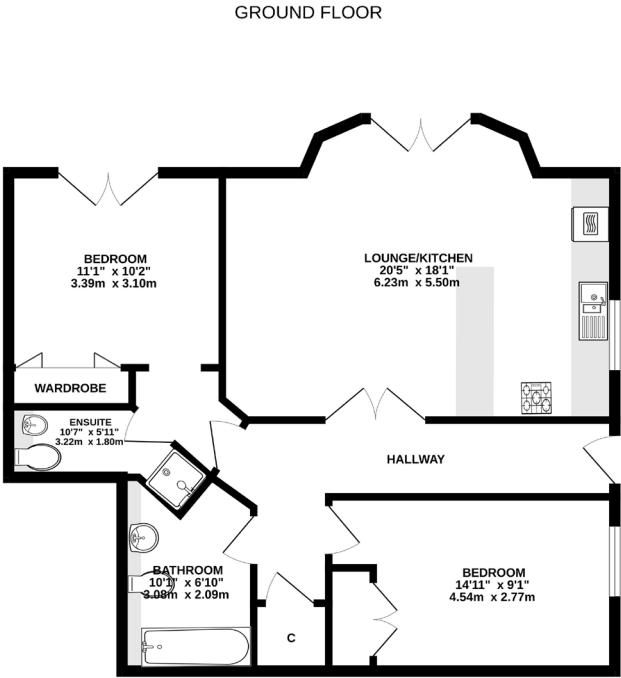 GROUND FLOOR
BEDROOM
11'1" x 10'2"
3.39m x 3.10m
LOUNGE/KITCHEN
20'5" x 18'1"
6.23m x 5.50m
WARDROBE
ENSUITE
10'7" x 5'11"
3.22m x 1.80m
HALLWAY
BATHROOM
10'1" x 6'10"
3.08m x 2.09m
BEDROOM
14'11" x 9'1"
4.54m x 2.77m
C